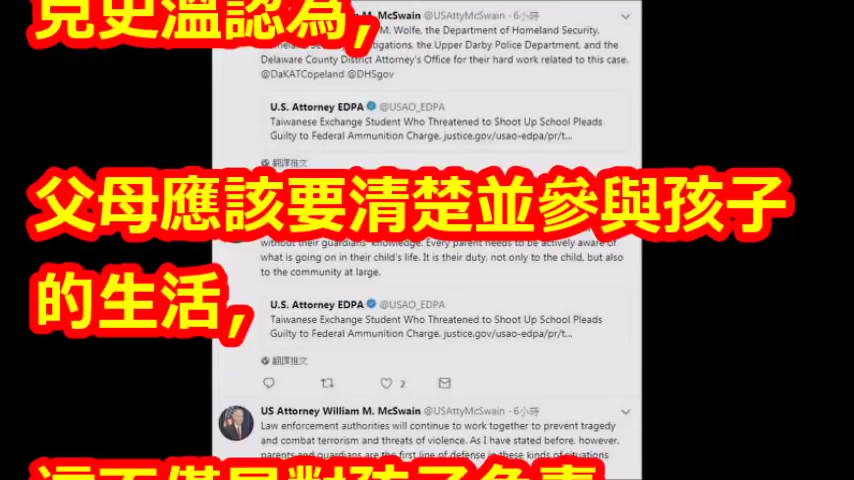 克史溫認為,
M. McSwain @USAttyMcSwain · 6小時
M. Wolfe, the Department of Homeland Security,
Investigations, the Upper Darby Police Department, and the
Delaware County District Attorney's Office for their hard work related to this case.
@DaKATCopeland @DHSgov
U.S. Attorney EDPA @USAO_EDPA
Taiwanese Exchange Student Who Threatened to Shoot Up School Pleads
Guilty to Federal Ammunition Charge. justice.gov/usao-edpa/pr/t...
翻譯推文
父母應該要清楚並參與孩子
without their guardians' knowledge. Every parent needs to be actively aware of
what is going on in their child's life. It is their duty, not only to the child, but also
to the community at large.
的生活,
U.S. Attorney EDPA @USAO_EDPA
Taiwanese Exchange Student Who Threatened to Shoot Up School Pleads
Guilty to Federal Ammunition Charge. justice.gov/usao-edpa/pr/t...
翻譯推文
2
US Attorney William M. McSwain @USAttyMcSwain · 6小時
Law enforcement authorities will continue to work together to prevent tragedy
and combat terrorism and threats of violence. As I have stated before, however,
parents and guardians are the first line of defense in these kinds of situations
這不僅是對孩子負責